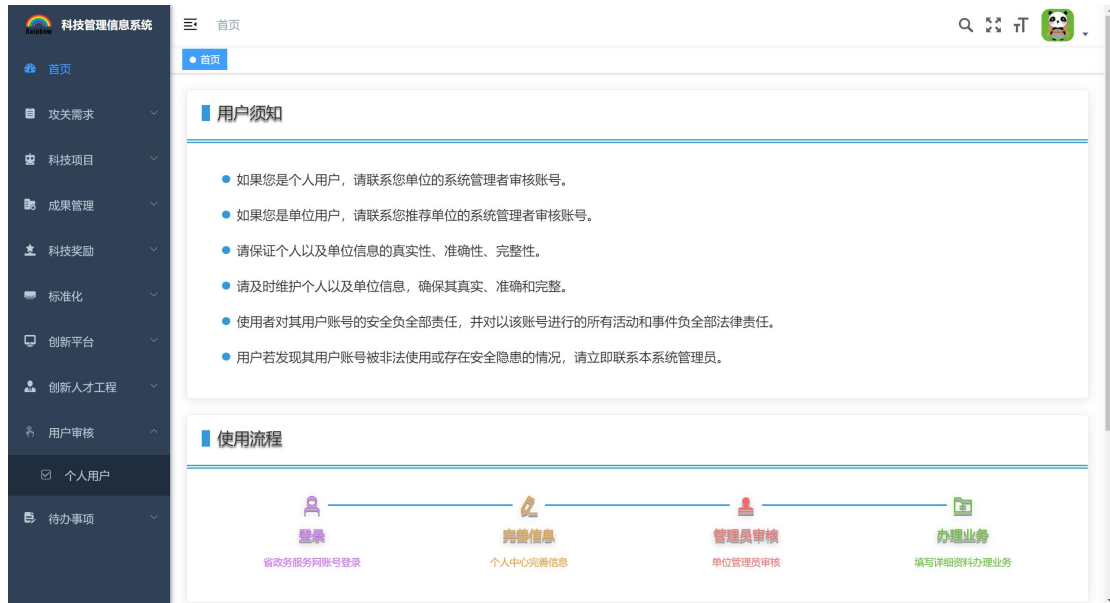 Rainbow
科技管理信息系统
首页
攻关需求
科技项目
成果管理
科技奖励
标准化
创新平台
创新人才工程
用户审核
个人用户
待办事项
首页
首页
用户须知
如果您是个人用户，请联系您单位的系统管理者审核账号。
如果您是单位用户，请联系您推荐单位的系统管理者审核账号。
请保证个人以及单位信息的真实性、准确性、完整性。
请及时维护个人以及单位信息，确保其真实、准确和完整。
使用者对其用户账号的安全负全部责任，并对以该账号进行的所有活动和事件负全部法律责任。
用户若发现其用户账号被非法使用或存在安全隐患的情况，请立即联系本系统管理员。
使用流程
登录
完善信息
管理员审核
办理业务
省政务服务网账号登录
个人中心完善信息
单位管理员审核
填写详细资料办理业务